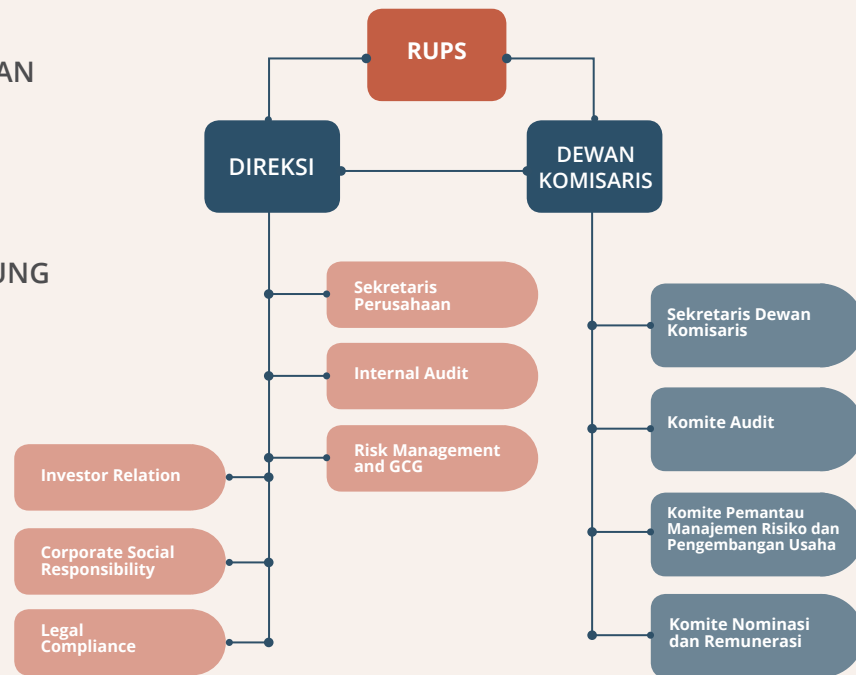 AN
UNG
RUPS
DIREKSI
DEWAN
KOMISARIS
Sekretaris
Perusahaan
Internal Audit
Risk Management
and GCG
Investor Relation
Corporate Social
Responsibility
Legal
Compliance
Sekretaris Dewan
Komisaris
Komite Audit
Komite Pemantau
Manajemen Risiko dan
Pengembangan Usaha
Komite Nominasi
dan Remunerasi